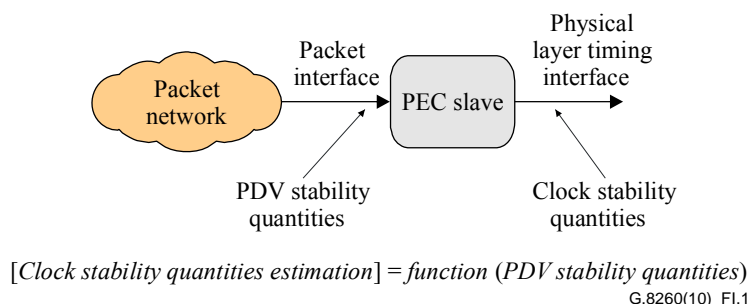 Packet
network
Packet
interface
PEC slave
Physical
layer timing
interface
PDV stability
quantities
Clock stability
quantities
[Clock stability quantities estimation] = function (PDV stability quantities)
G.8260(10)_FI.1